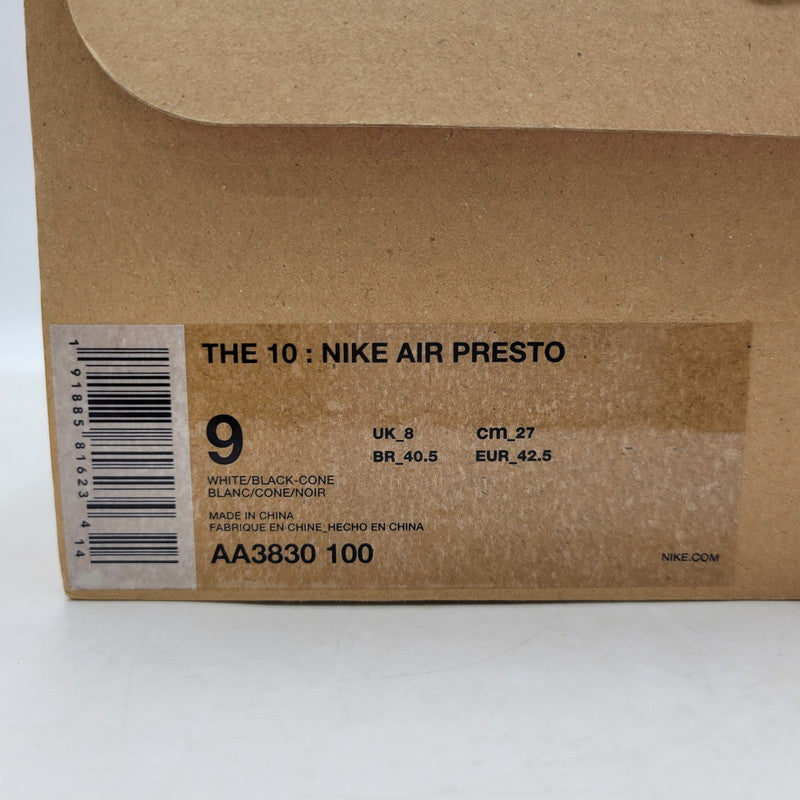 THE 10 : NIKE AIR PRESTO
9
UK_8 cm_27
BR_40.5 EUR_42.5
WHITE/BLACK-CONE
BLANC/CONE/NOIR
MADE IN CHINA
FABRIQUE EN CHINE_HECHO EN CHINA
AA3830 100
NIKE.COM
1 91885 81623 4 14